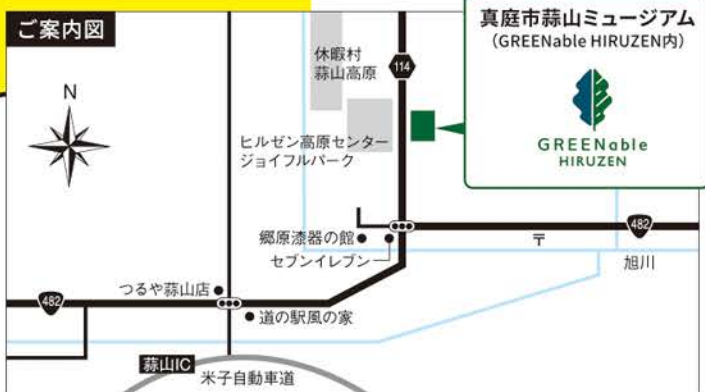 ご案内図
N
休暇村
蒜山高原
114
真庭市蒜山ミュージアム
(GREENable HIRUZEN内)
GREENable
HIRUZEN
ヒルゼン高原センター
ジョイフルパーク
482
郷原漆器の館
セブンイレブン
〒
旭川
つるや蒜山店
482
道の駅風の家
蒜山IC
米子自動車道